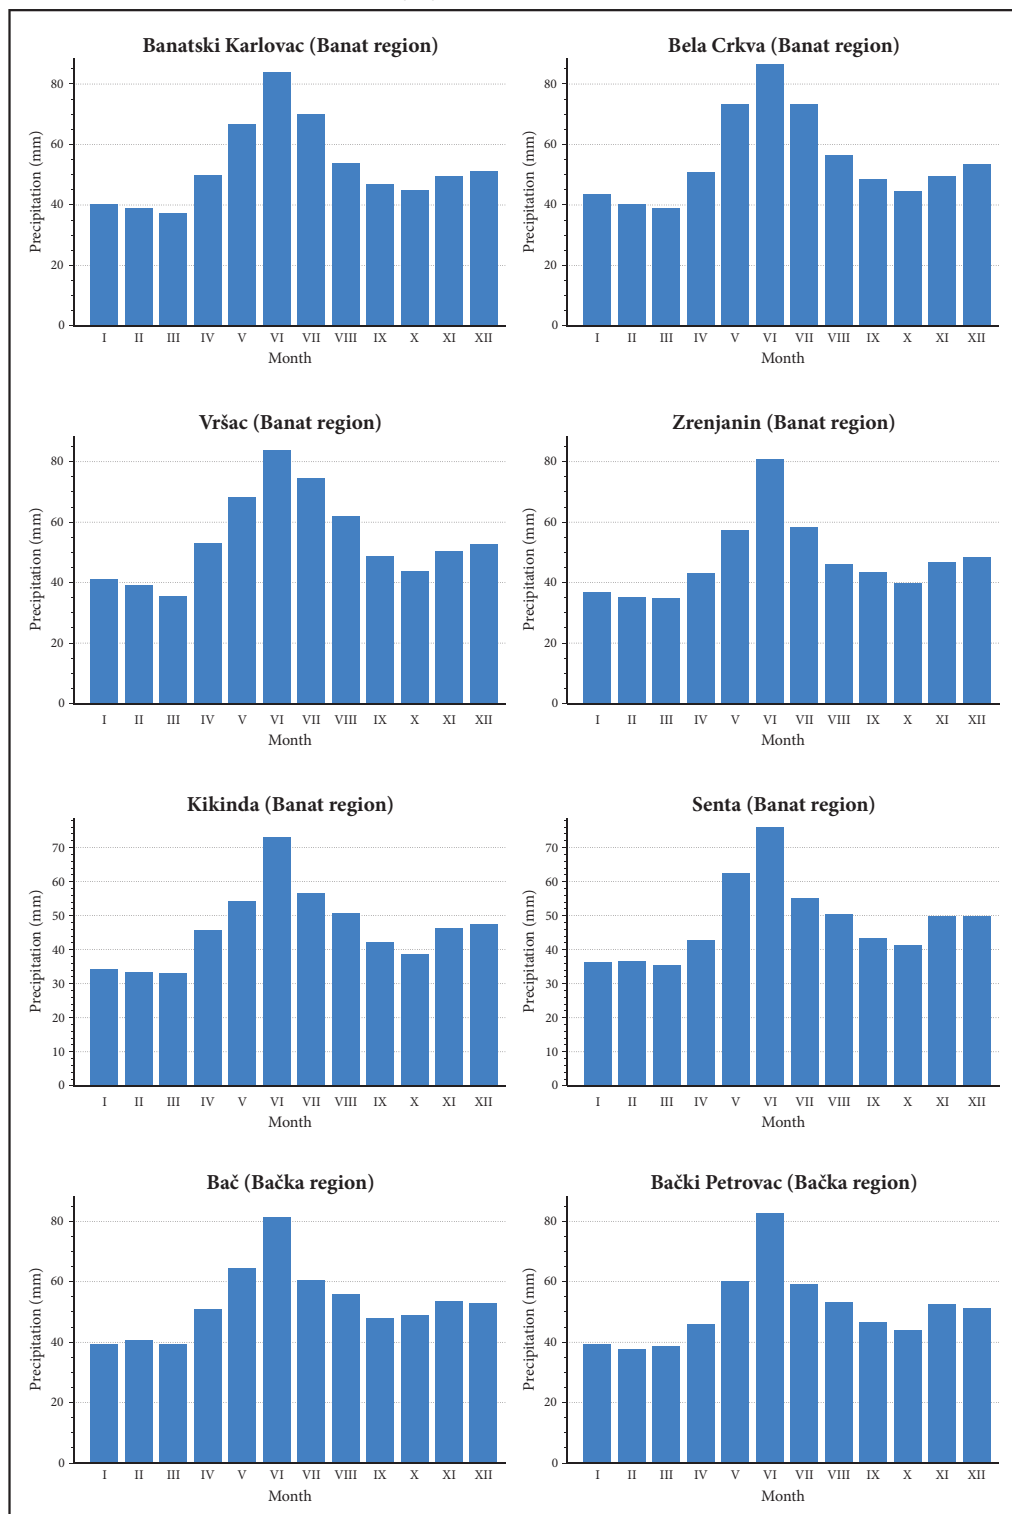 Banatski Karlovac (Banat region)
Precipitation (mm)
80
60
40
20
0
I II III IV V VI VII VIII IX X XI XII
Month
Bela Crkva (Banat region)
Precipitation (mm)
80
60
40
20
0
I II III IV V VI VII VIII IX X XI XII
Month
Vršac (Banat region)
Precipitation (mm)
80
60
40
20
0
I II III IV V VI VII VIII IX X XI XII
Month
Zrenjanin (Banat region)
Precipitation (mm)
80
60
40
20
0
I II III IV V VI VII VIII IX X XI XII
Month
Kikinda (Banat region)
Precipitation (mm)
70
60
50
40
30
20
10
0
I II III IV V VI VII VIII IX X XI XII
Month
Senta (Banat region)
Precipitation (mm)
70
60
50
40
30
20
10
0
I II III IV V VI VII VIII IX X XI XII
Month
Bač (Bačka region)
Precipitation (mm)
80
60
40
20
0
I II III IV V VI VII VIII IX X XI XII
Month
Bački Petrovac (Bačka region)
Precipitation (mm)
80
60
40
20
0
I II III IV V VI VII VIII IX X XI XII
Month